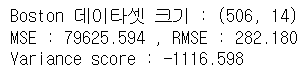 Boston 데이타셋 크기 : (506, 14)
MSE : 79625.594 , RMSE : 282.180
Variance score : -1116.598